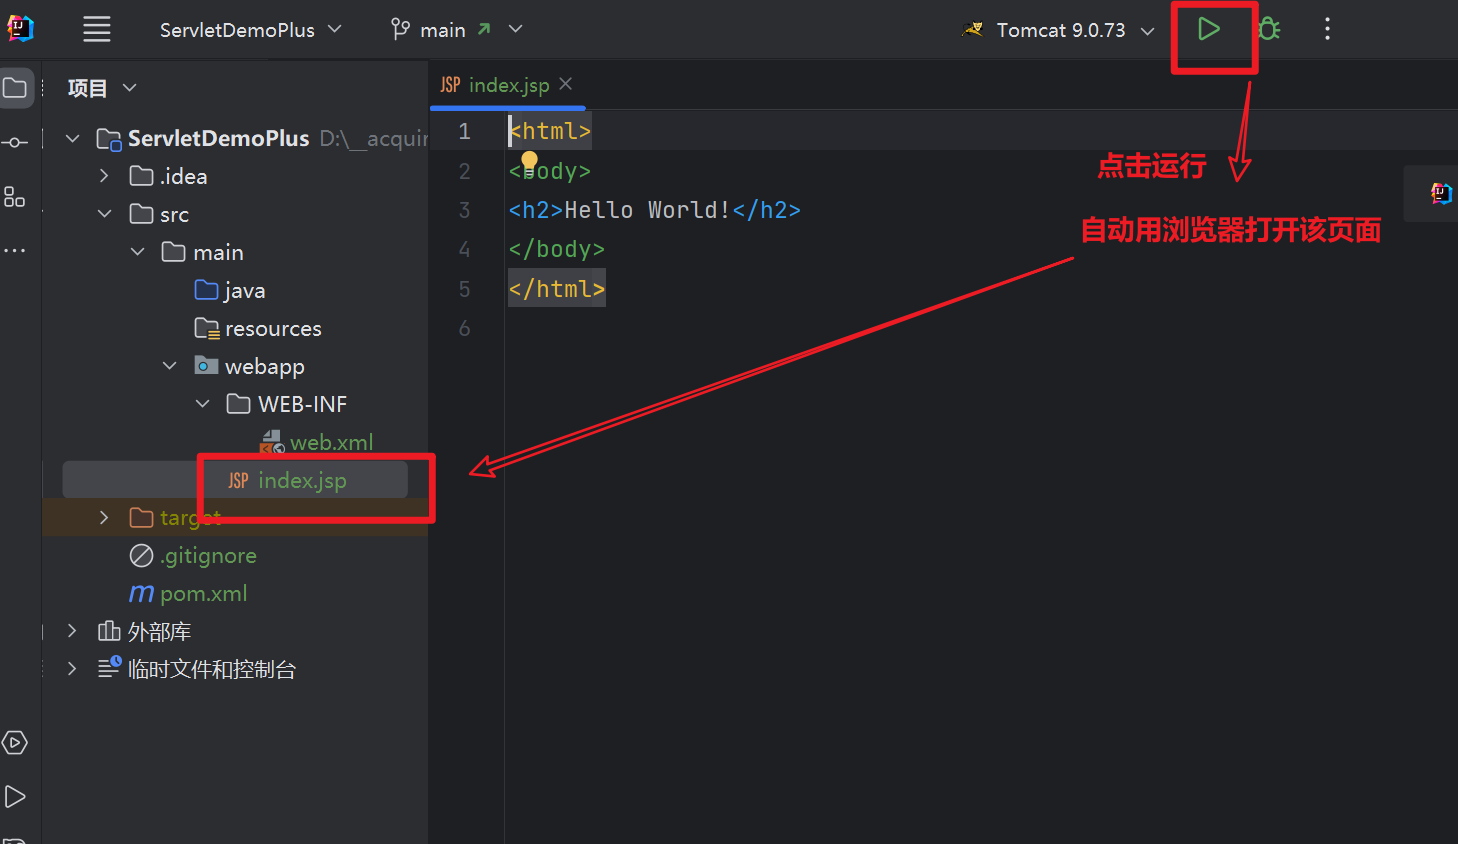 ServletDemoPlus
main
Tomcat 9.0.73
项目
JSP index.jsp
ServletDemoPlus D:\__acquir
.idea
src
main
java
resources
webapp
WEB-INF
web.xml
JSP index.jsp
target
.gitignore
m pom.xml
外部库
临时文件和控制台
1 <html>
2 <body>
3 <h2>Hello World!</h2>
4 </body>
5 </html>
6
点击运行
自动用浏览器打开该页面